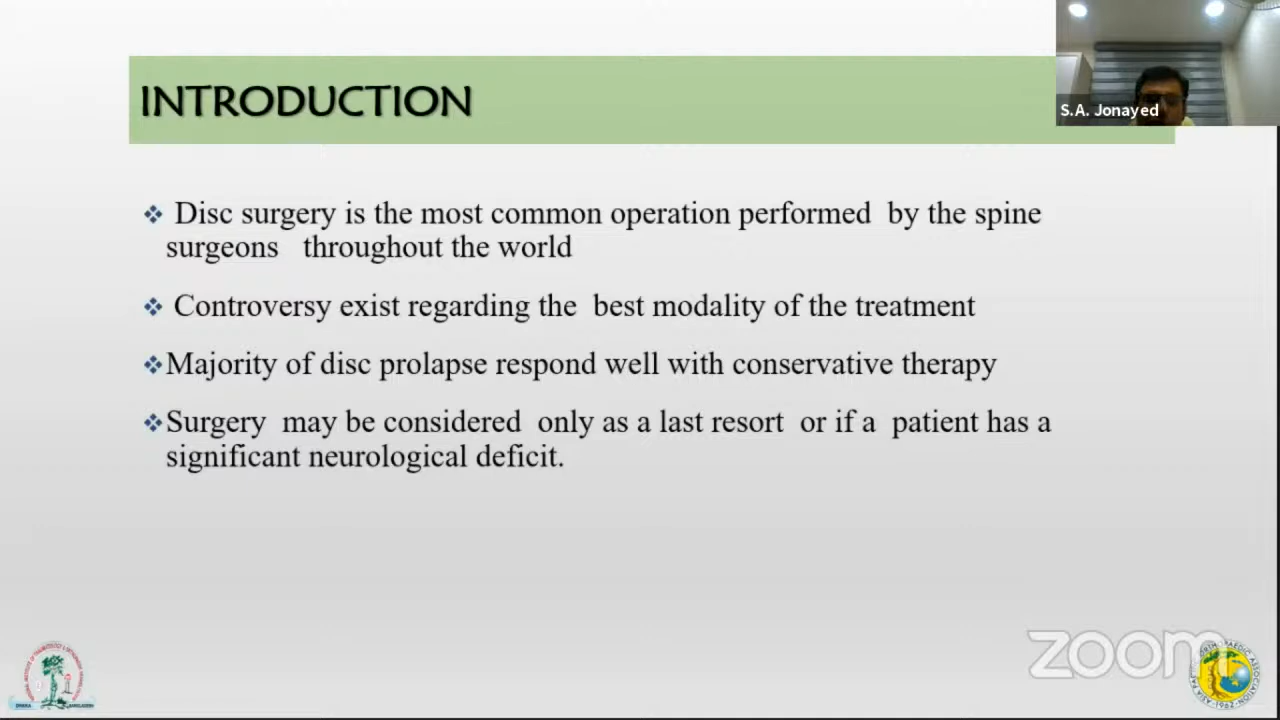 INTRODUCTION
S.A. Jonayed
❖ Disc surgery is the most common operation performed by the spine
surgeons throughout the world
❖ Controversy exist regarding the best modality of the treatment
❖Majority of disc prolapse respond well with conservative therapy
❖Surgery may be considered only as a last resort or if a patient has a
significant neurological deficit.
zoom